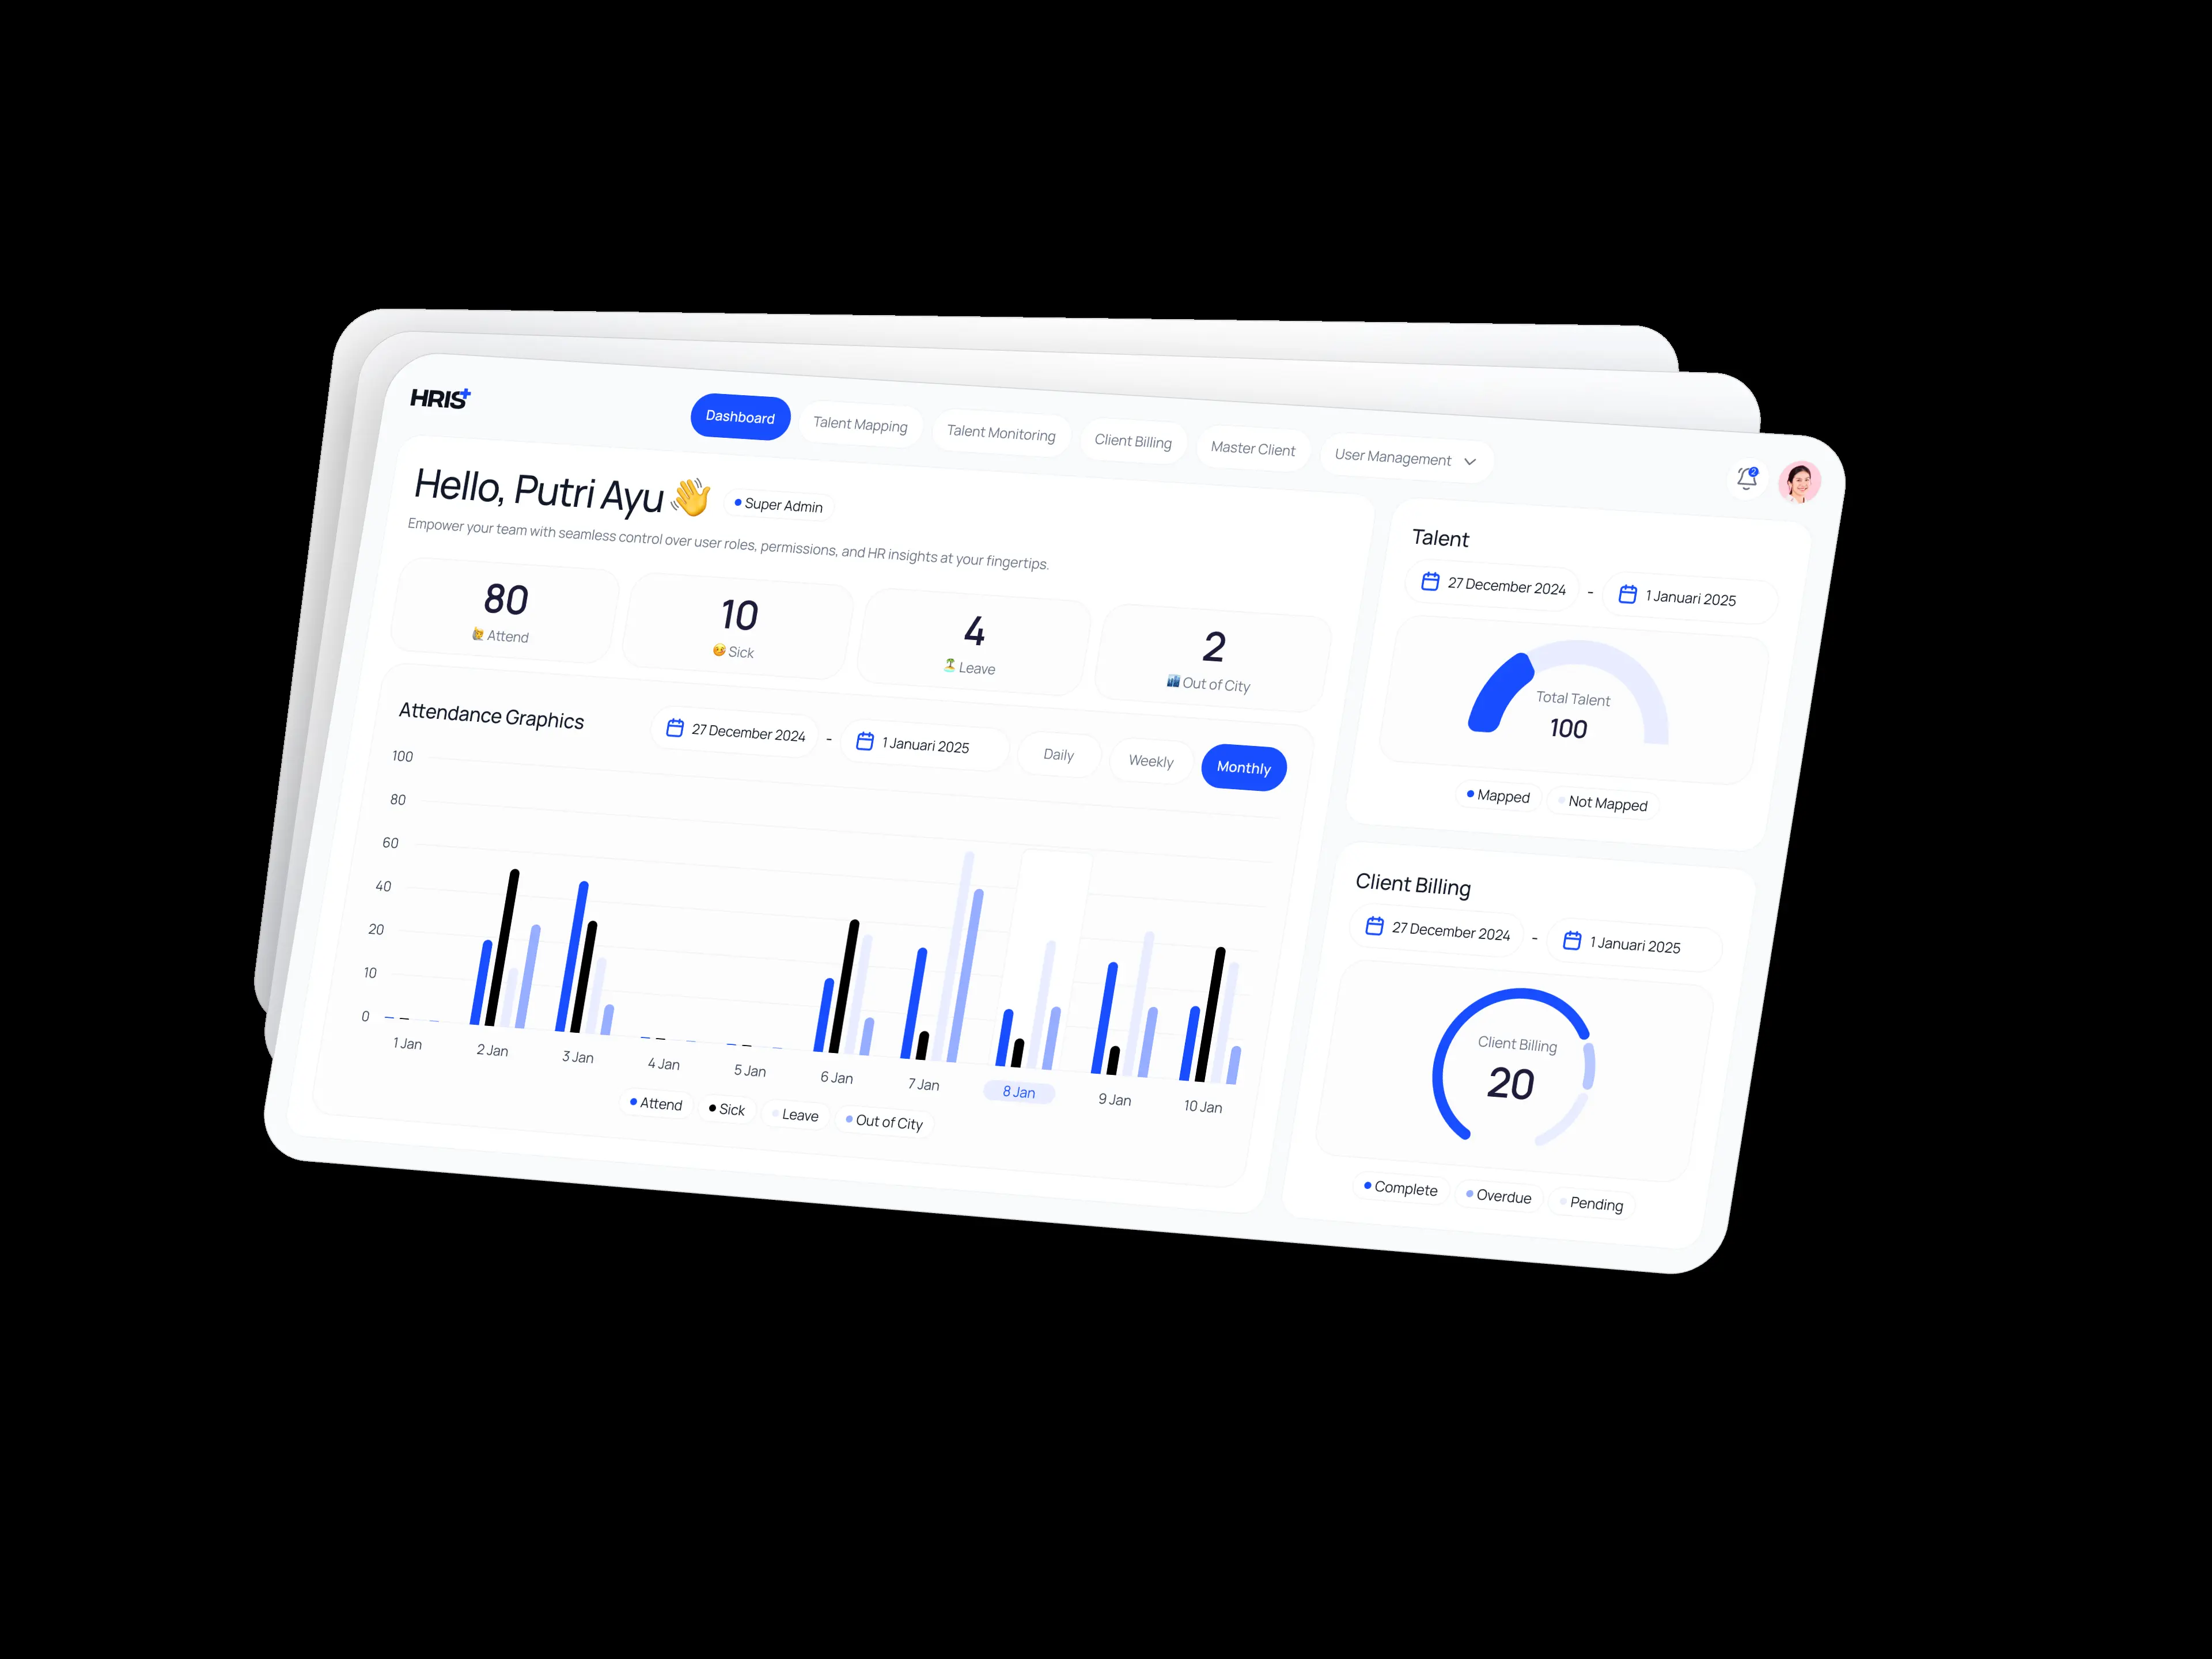 HRIS+
Dashboard
Talent Mapping
Talent Monitoring
Client Billing
Master Client
User Management
2
Hello, Putri Ayu 👋
Super Admin
Empower your team with seamless control over user roles, permissions, and HR insights at your fingertips.
80
Attend
10
Sick
4
Leave
2
Out of City
Attendance Graphics
27 December 2024 - 1 Januari 2025
Daily
Weekly
Monthly
100
80
60
40
20
10
0
1 Jan
2 Jan
3 Jan
4 Jan
5 Jan
6 Jan
7 Jan
8 Jan
9 Jan
10 Jan
Attend
Sick
Leave
Out of City
Talent
27 December 2024 - 1 Januari 2025
Total Talent
100
Mapped
Not Mapped
Client Billing
27 December 2024 - 1 Januari 2025
Client Billing
20
Complete
Overdue
Pending